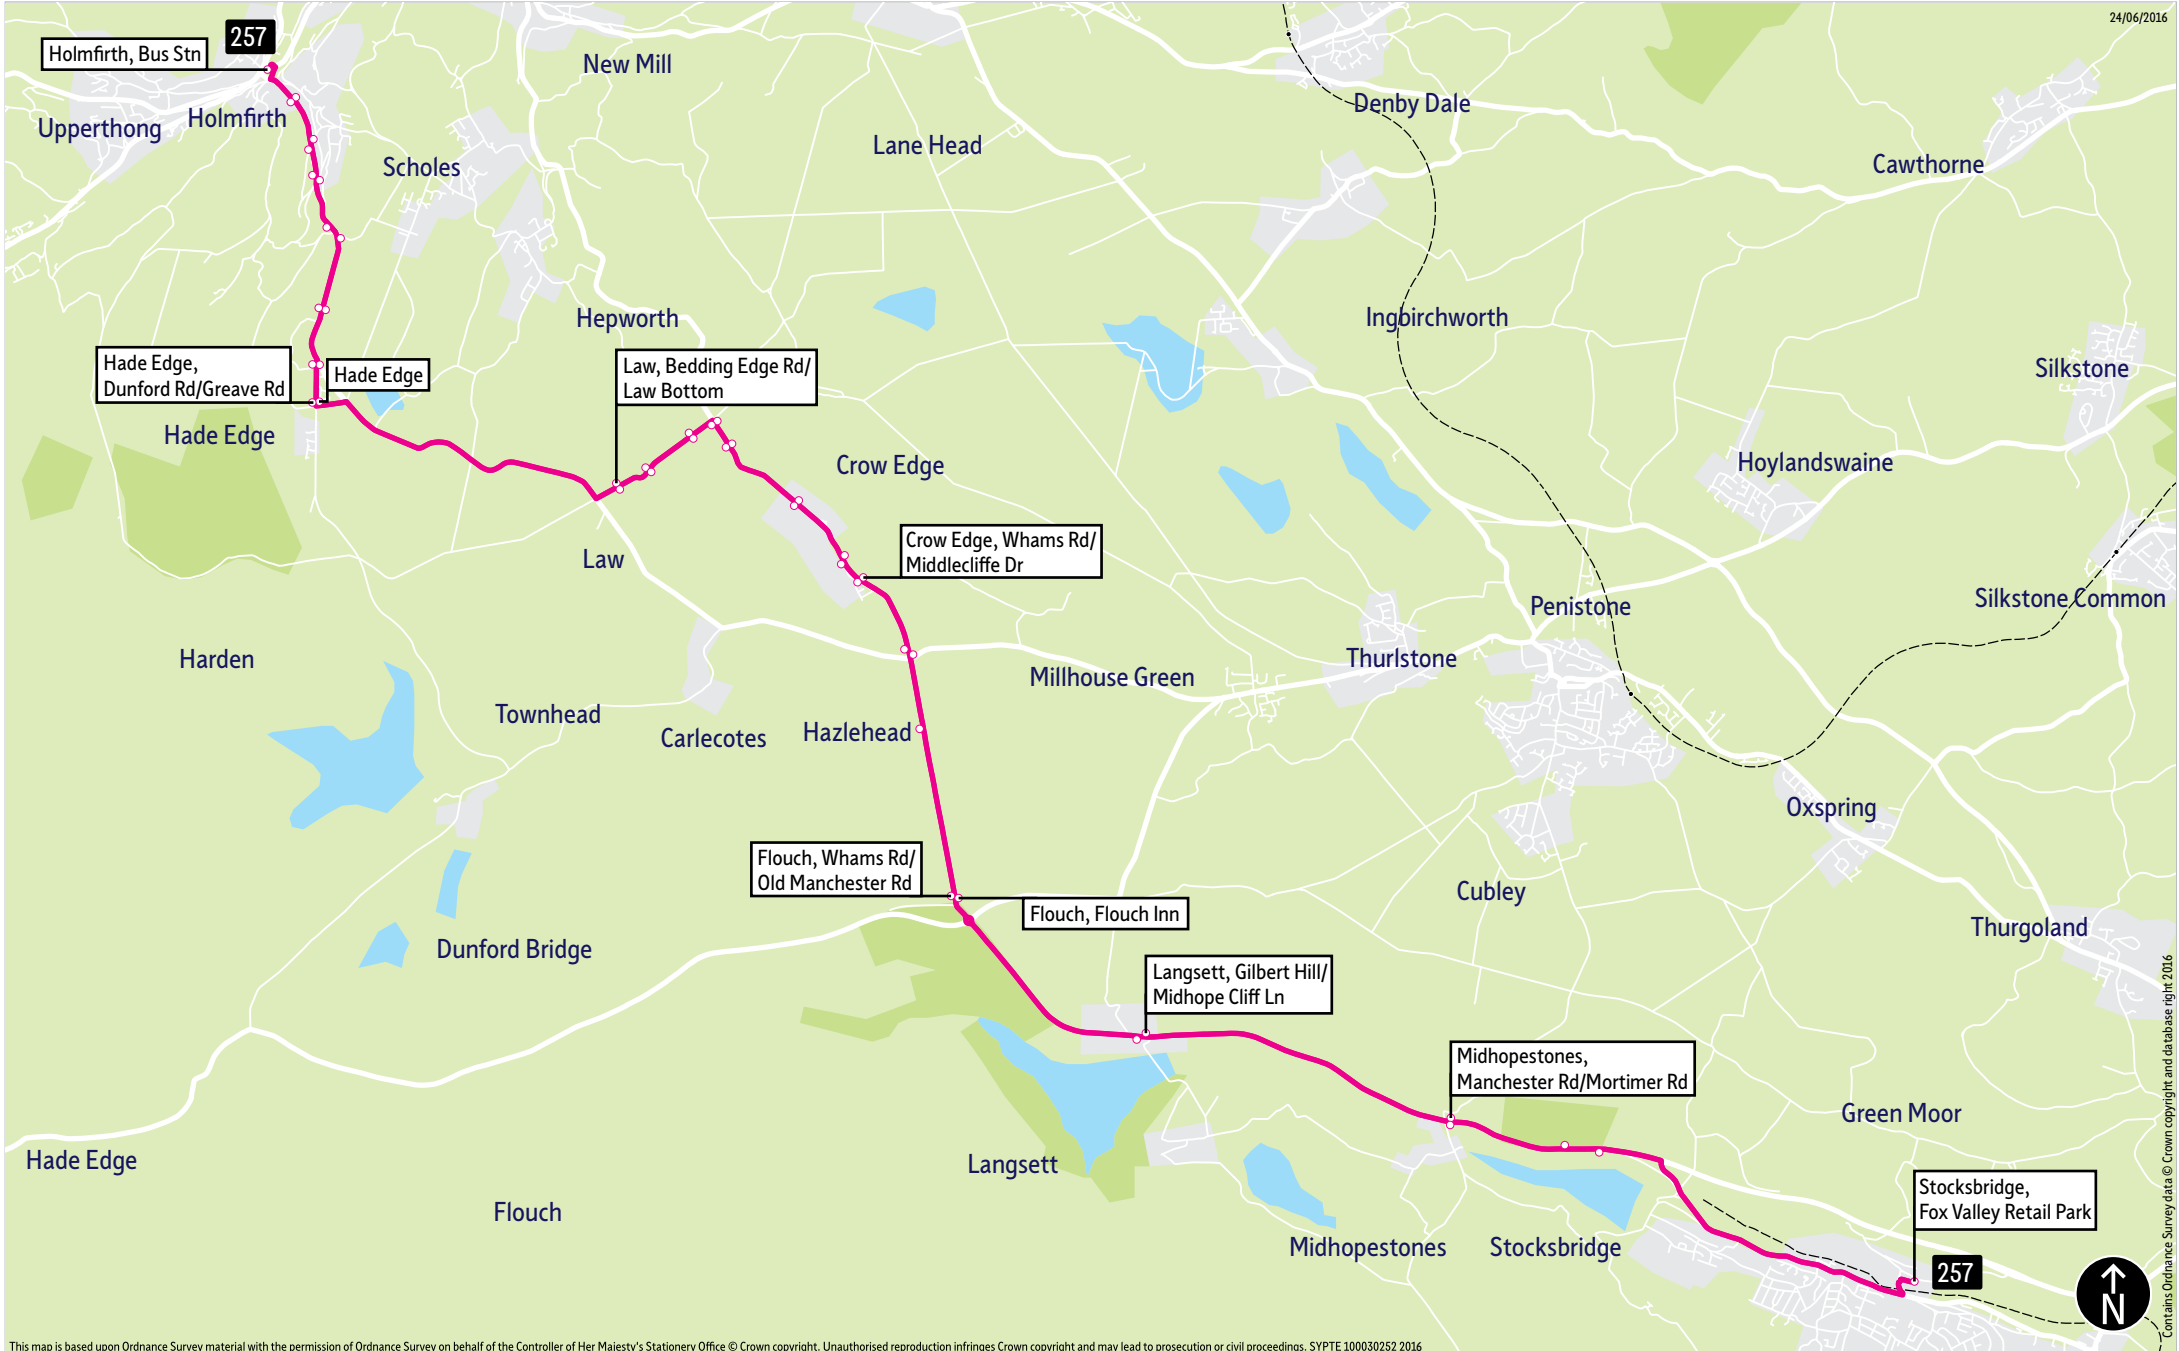 24/06/2016
257
Holmfirth, Bus Stn
New Mill
Denby Dale
Upperthong
Holmfirth
Lane Head
Scholes
Cawthorne
Hepworth
Ingbirchworth
Hade Edge,
Dunford Rd/Greave Rd
Hade Edge
Law, Bedding Edge Rd/
Law Bottom
Silkstone
Hade Edge
Crow Edge
Hoylandswaine
Crow Edge, Whams Rd/
Middlecliffe Dr
Law
Penistone
Silkstone Common
Harden
Thurlstone
Millhouse Green
Townhead
Carlecotes
Hazlehead
Oxspring
Flouch, Whams Rd/
Old Manchester Rd
Flouch, Flouch Inn
Cubley
Thurgoland
Dunford Bridge
Langsett, Gilbert Hill/
Midhope Cliff Ln
Midhopestones,
Manchester Rd/Mortimer Rd
Green Moor
Hade Edge
Langsett
Flouch
Stocksbridge,
Fox Valley Retail Park
Midhopestones
Stocksbridge
257
N
Contains Ordnance Survey data © Crown copyright and database right 2016
This map is based upon Ordnance Survey material with the permission of Ordnance Survey on behalf of the Controller of Her Majesty's Stationery Office © Crown copyright. Unauthorised reproduction infringes Crown copyright and may lead to prosecution or civil proceedings. SYPTE 100030252 2016